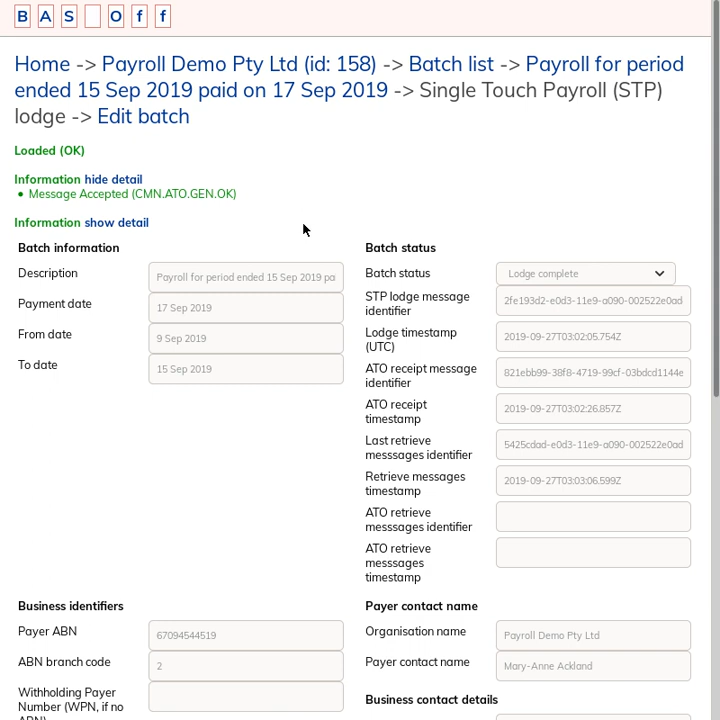 B A S O f f
Home -> Payroll Demo Pty Ltd (id: 158) -> Batch list -> Payroll for period
ended 15 Sep 2019 paid on 17 Sep 2019 -> Single Touch Payroll (STP)
lodge -> Edit batch
Loaded (OK)
Information hide detail
• Message Accepted (CMN.ATO.GEN.OK)
Information show detail
Batch information
Description Payroll for period ended 15 Sep 2019 pa
Payment date 17 Sep 2019
From date 9 Sep 2019
To date 15 Sep 2019
Batch status
Batch status Lodge complete
STP lodge message 2fe193d2-e0d3-11e9-a090-002522e0ad
identifier
Lodge timestamp 2019-09-27T03:02:05.754Z
(UTC)
ATO receipt message 821ebb99-38f8-4719-99cf-03bdcd1144e
identifier
ATO receipt 2019-09-27T03:02:26.857Z
timestamp
Last retrieve 5425cdad-e0d3-11e9-a090-002522e0ad
messsages identifier
Retrieve messages 2019-09-27T03:03:06.599Z
timestamp
ATO retrieve
messsages identifier
ATO retrieve
messsages
timestamp
Business identifiers
Payer ABN 67094544519
ABN branch code 2
Withholding Payer
Number (WPN, if no
ABN)
Payer contact name
Organisation name Payroll Demo Pty Ltd
Payer contact name Mary-Anne Ackland
Business contact details